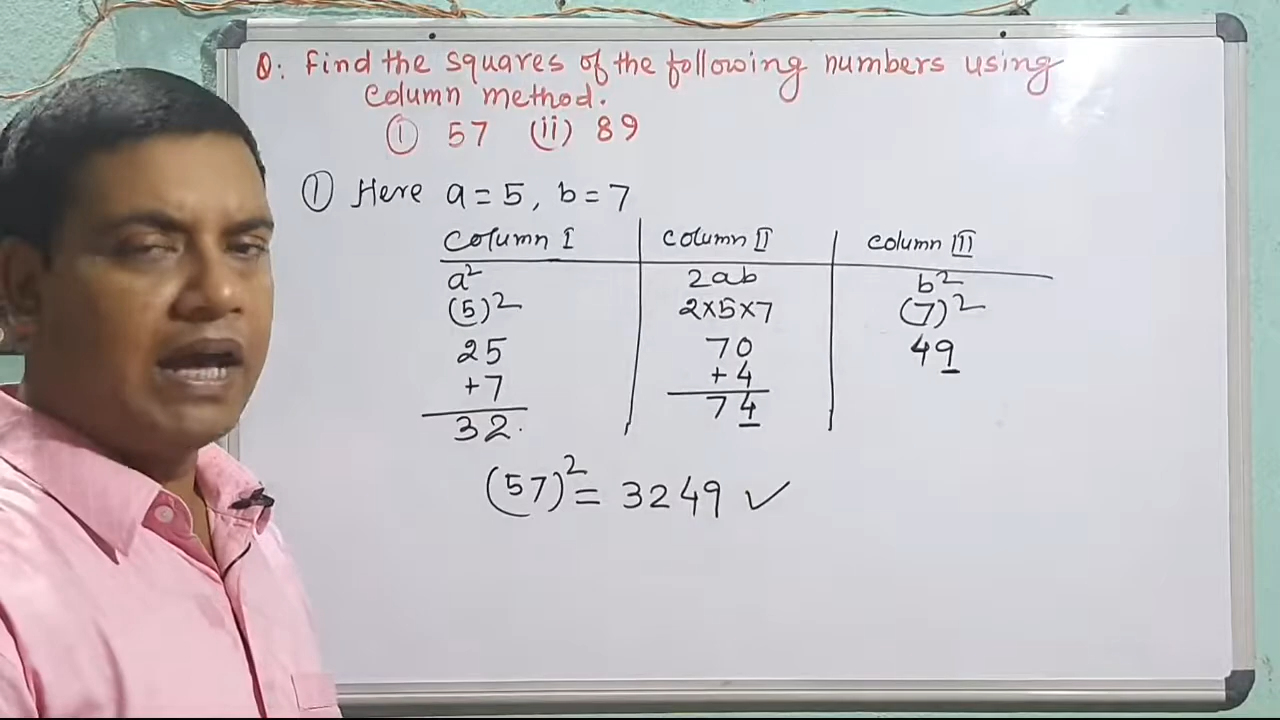 Q: Find the squares of the following numbers using
column method.
(i) 57 (ii) 89
(i) Here a = 5, b = 7
Column I column II column III
a² 2ab b²
(5)² 2×5×7 (7)²
25 70 49
+7 +4
32. 74
(57)² = 3249 ✓